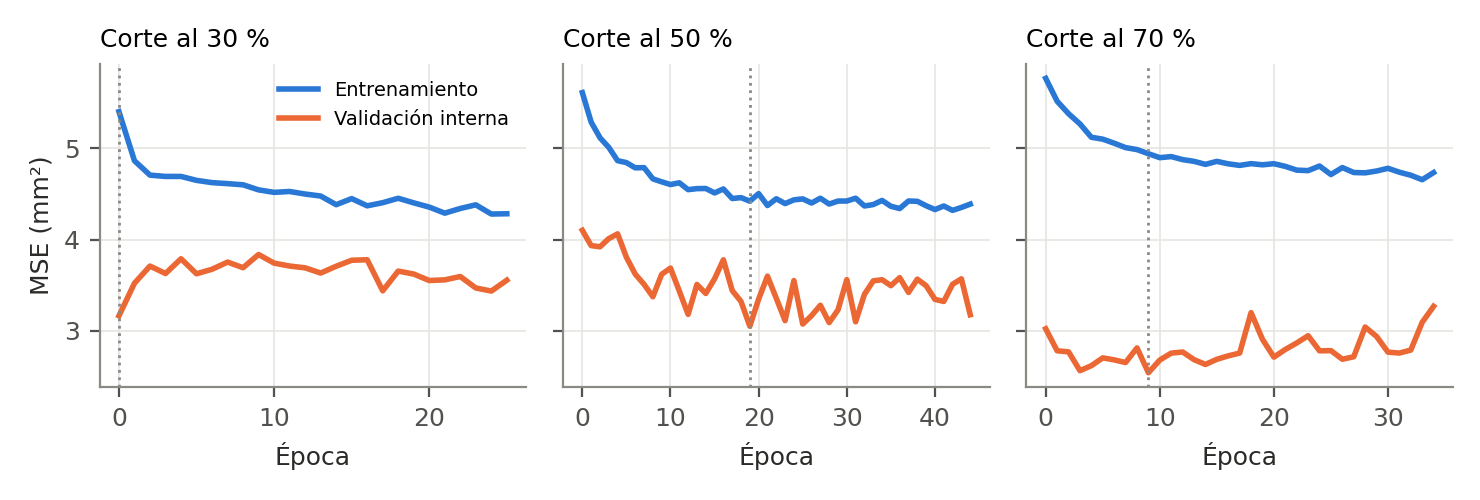 Corte al 30 %
Corte al 50 %
Corte al 70 %
Entrenamiento
Validación interna
MSE (mm²)
5
4
3
0
10
20
0
10
20
30
40
0
10
20
30
Época
Época
Época